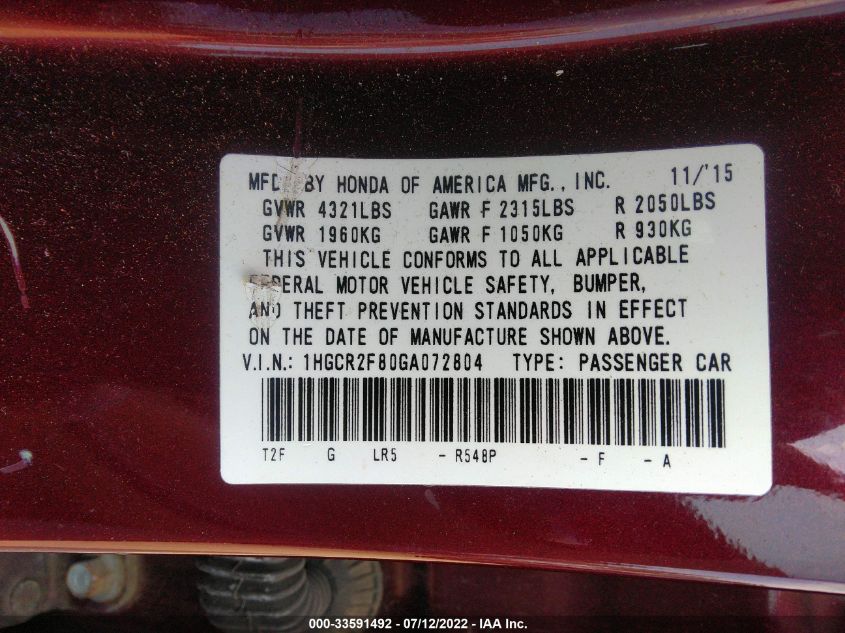 MFD BY HONDA OF AMERICA MFG., INC. 11/'15
GVWR 4321LBS GAWR F 2315LBS R 2050LBS
GVWR 1960KG GAWR F 1050KG R 930KG
THIS VEHICLE CONFORMS TO ALL APPLICABLE
FEDERAL MOTOR VEHICLE SAFETY, BUMPER,
AND THEFT PREVENTION STANDARDS IN EFFECT
ON THE DATE OF MANUFACTURE SHOWN ABOVE.
V.I.N.: 1HGCR2F80GA072804 TYPE: PASSENGER CAR
T2F G LR5 - R548P - F - A
000-33591492 - 07/12/2022 - IAA Inc.